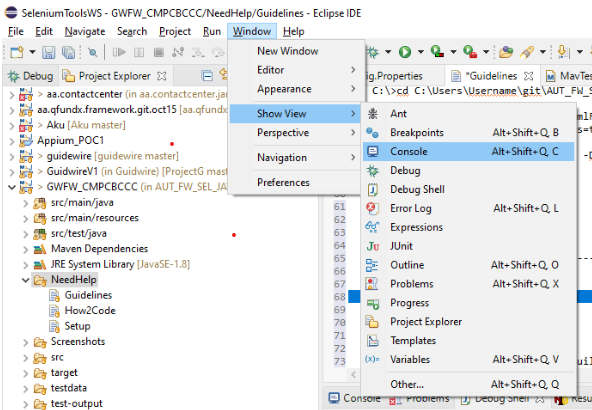 SeleniumToolsWS - GWFW_CMPCBCCC/NeedHelp/Guidelines - Eclipse IDE
File Edit Navigate Search Project Run Window Help
Debug Project Explorer
> aa.contactcenter (in aa.contactcenter.ja
aa.qfundx.framework.git.oct15 [aa.qfundx
> Aku [Aku master]
Appium_POC1
> guidewire [guidewire master]
> GuidwireV1 (in Guidewire) [ProjectG mast
> GWFW_CMPCBCCC (in AUT_FW_SEL_JA
src/main/java
src/main/resources
src/test/java
Maven Dependencies
JRE System Library [JavaSE-1.8]
NeedHelp
Guidelines
How2Code
Setup
Screenshots
src
target
testdata
test-output
New Window
Editor
Appearance
Show View
Perspective
Navigation
Preferences
ig.Properties *Guidelines MavTes
C:\>cd C:\Users\Username\git\AUT_FW_S
Ant
Breakpoints Alt+Shift+Q, B
Console Alt+Shift+Q, C
Debug
Debug Shell
Error Log Alt+Shift+Q, L
Expressions
JUnit
Outline Alt+Shift+Q, O
Problems Alt+Shift+Q, X
Progress
Project Explorer
Templates
Variables Alt+Shift+Q, V
Other... Alt+Shift+Q, Q
61
62
63
64
65
66
67
68
69
70
71
72
73
Console Problems Debug Shell Resu